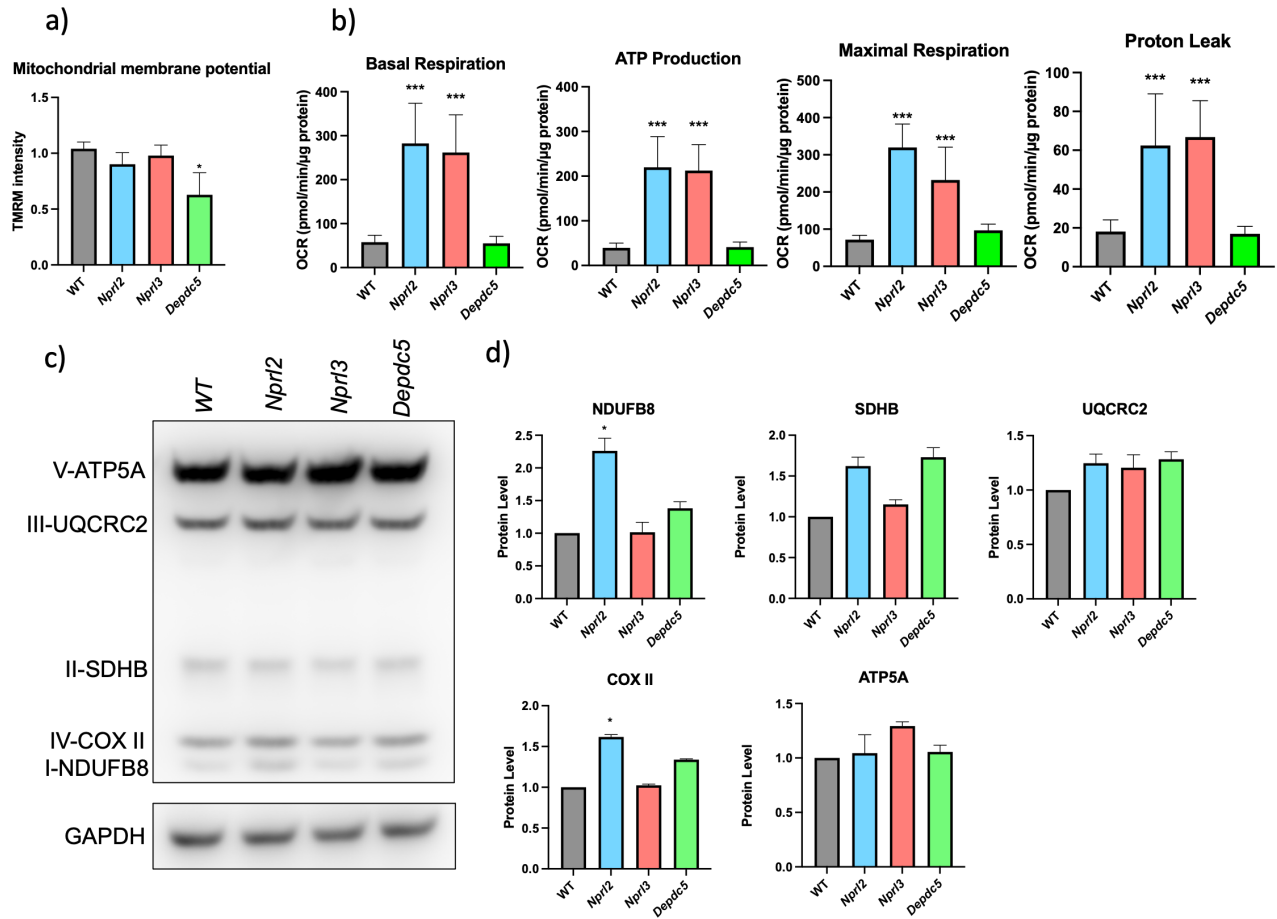 a)
Mitochondrial membrane potential
TMRM intensity
1.5
1.0
0.5
0.0
*
WT
Nprl2
Nprl3
Depdc5
b)
Basal Respiration
OCR (pmol/min/µg protein)
400
300
200
100
0
***
***
WT
Nprl2
Nprl3
Depdc5
ATP Production
OCR (pmol/min/µg protein)
400
300
200
100
0
***
***
WT
Nprl2
Nprl3
Depdc5
Maximal Respiration
OCR (pmol/min/µg protein)
500
400
300
200
100
0
***
***
WT
Nprl2
Nprl3
Depdc5
Proton Leak
OCR (pmol/min/µg protein)
100
80
60
40
20
0
***
***
WT
Nprl2
Nprl3
Depdc5
c)
WT
Nprl2
Nprl3
Depdc5
V-ATP5A
III-UQCRC2
II-SDHB
IV-COX II
I-NDUFB8
GAPDH
d)
NDUFB8
Protein Level
2.5
2.0
1.5
1.0
0.5
0.0
*
WT
Nprl2
Nprl3
Depdc5
SDHB
Protein Level
2.0
1.5
1.0
0.5
0.0
WT
Nprl2
Nprl3
Depdc5
UQCRC2
Protein Level
1.5
1.0
0.5
0.0
WT
Nprl2
Nprl3
Depdc5
COX II
Protein Level
2.0
1.5
1.0
0.5
0.0
*
WT
Nprl2
Nprl3
Depdc5
ATP5A
Protein Level
1.5
1.0
0.5
0.0
WT
Nprl2
Nprl3
Depdc5